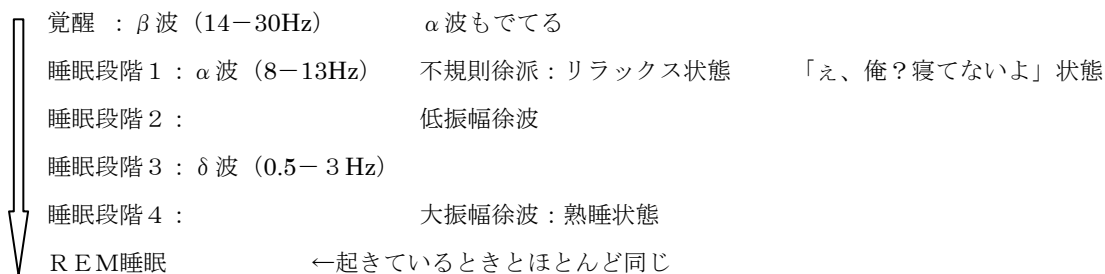 覚醒 : β波（14－30Hz） α波もでてる
睡眠段階１: α波（8－13Hz） 不規則徐派：リラックス状態 「ぇ、俺？寝てないよ」状態
睡眠段階２: 低振幅徐波
睡眠段階３: δ波（0.5－３Hz）
睡眠段階４: 大振幅徐波：熟睡状態
ＲＥＭ睡眠 ←起きているときとほとんど同じ